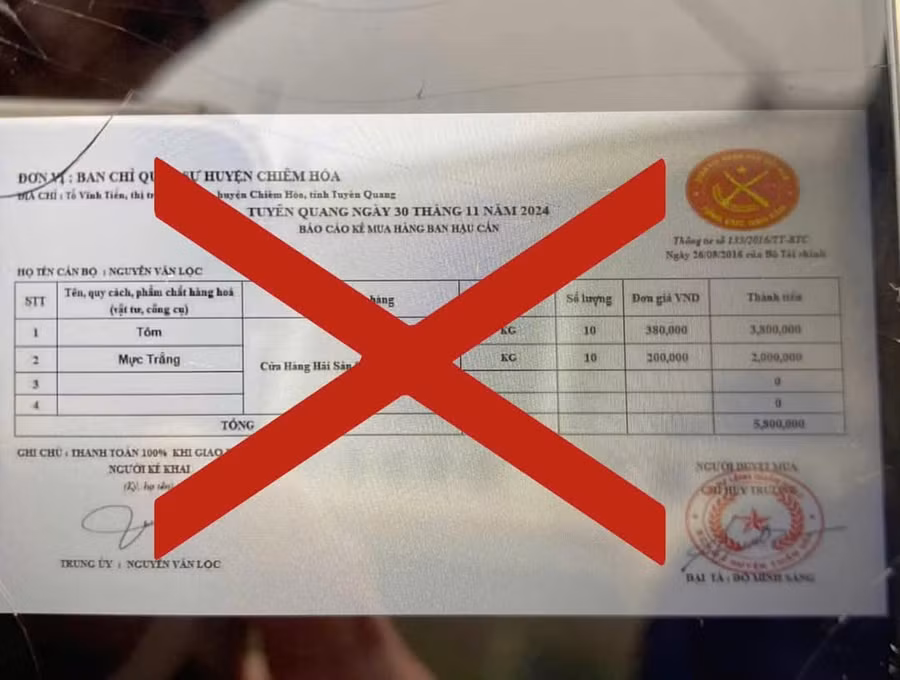 ĐƠN VỊ : BAN CHỈ SỰ HUYỆN CHIÊM HÓA
ĐỊA CHỈ : Tổ Vĩnh Tiến, thị huyện Chiêm Hóa, tỉnh Tuyên Quang
TUYÊN QUANG NGÀY 30 THÁNG 11 NĂM 2024
BÁO CÁO KÊ MUA HÀNG BAN HẬU CẦN
Thông tư số 133/2016/TT-BTC
Ngày 26/08/2016 của Bộ Tài chính
HỌ TÊN CÁN BỘ : NGUYỄN VĂN LỘC
STT Tên, quy cách, phẩm chất hàng hoá (vật tư, công cụ) hàng Số lượng Đơn giá VND Thành tiền
1 Tôm KG 10 380,000 3,800,000
2 Mực Trắng Cửa Hàng Hải Sản KG 10 200,000 2,000,000
3 0
4 0
TỔNG 5,800,000
GHI CHÚ : THANH TOÁN 100% KHI GIAO
NGƯỜI KÊ KHAI
(Ký, họ tên)
NGƯỜI DUYỆT MUA
CHỈ HUY TRƯỞNG
TRUNG ÚY : NGUYỄN VĂN LỘC
ĐẠI TÁ : ĐỖ MINH SÁNG